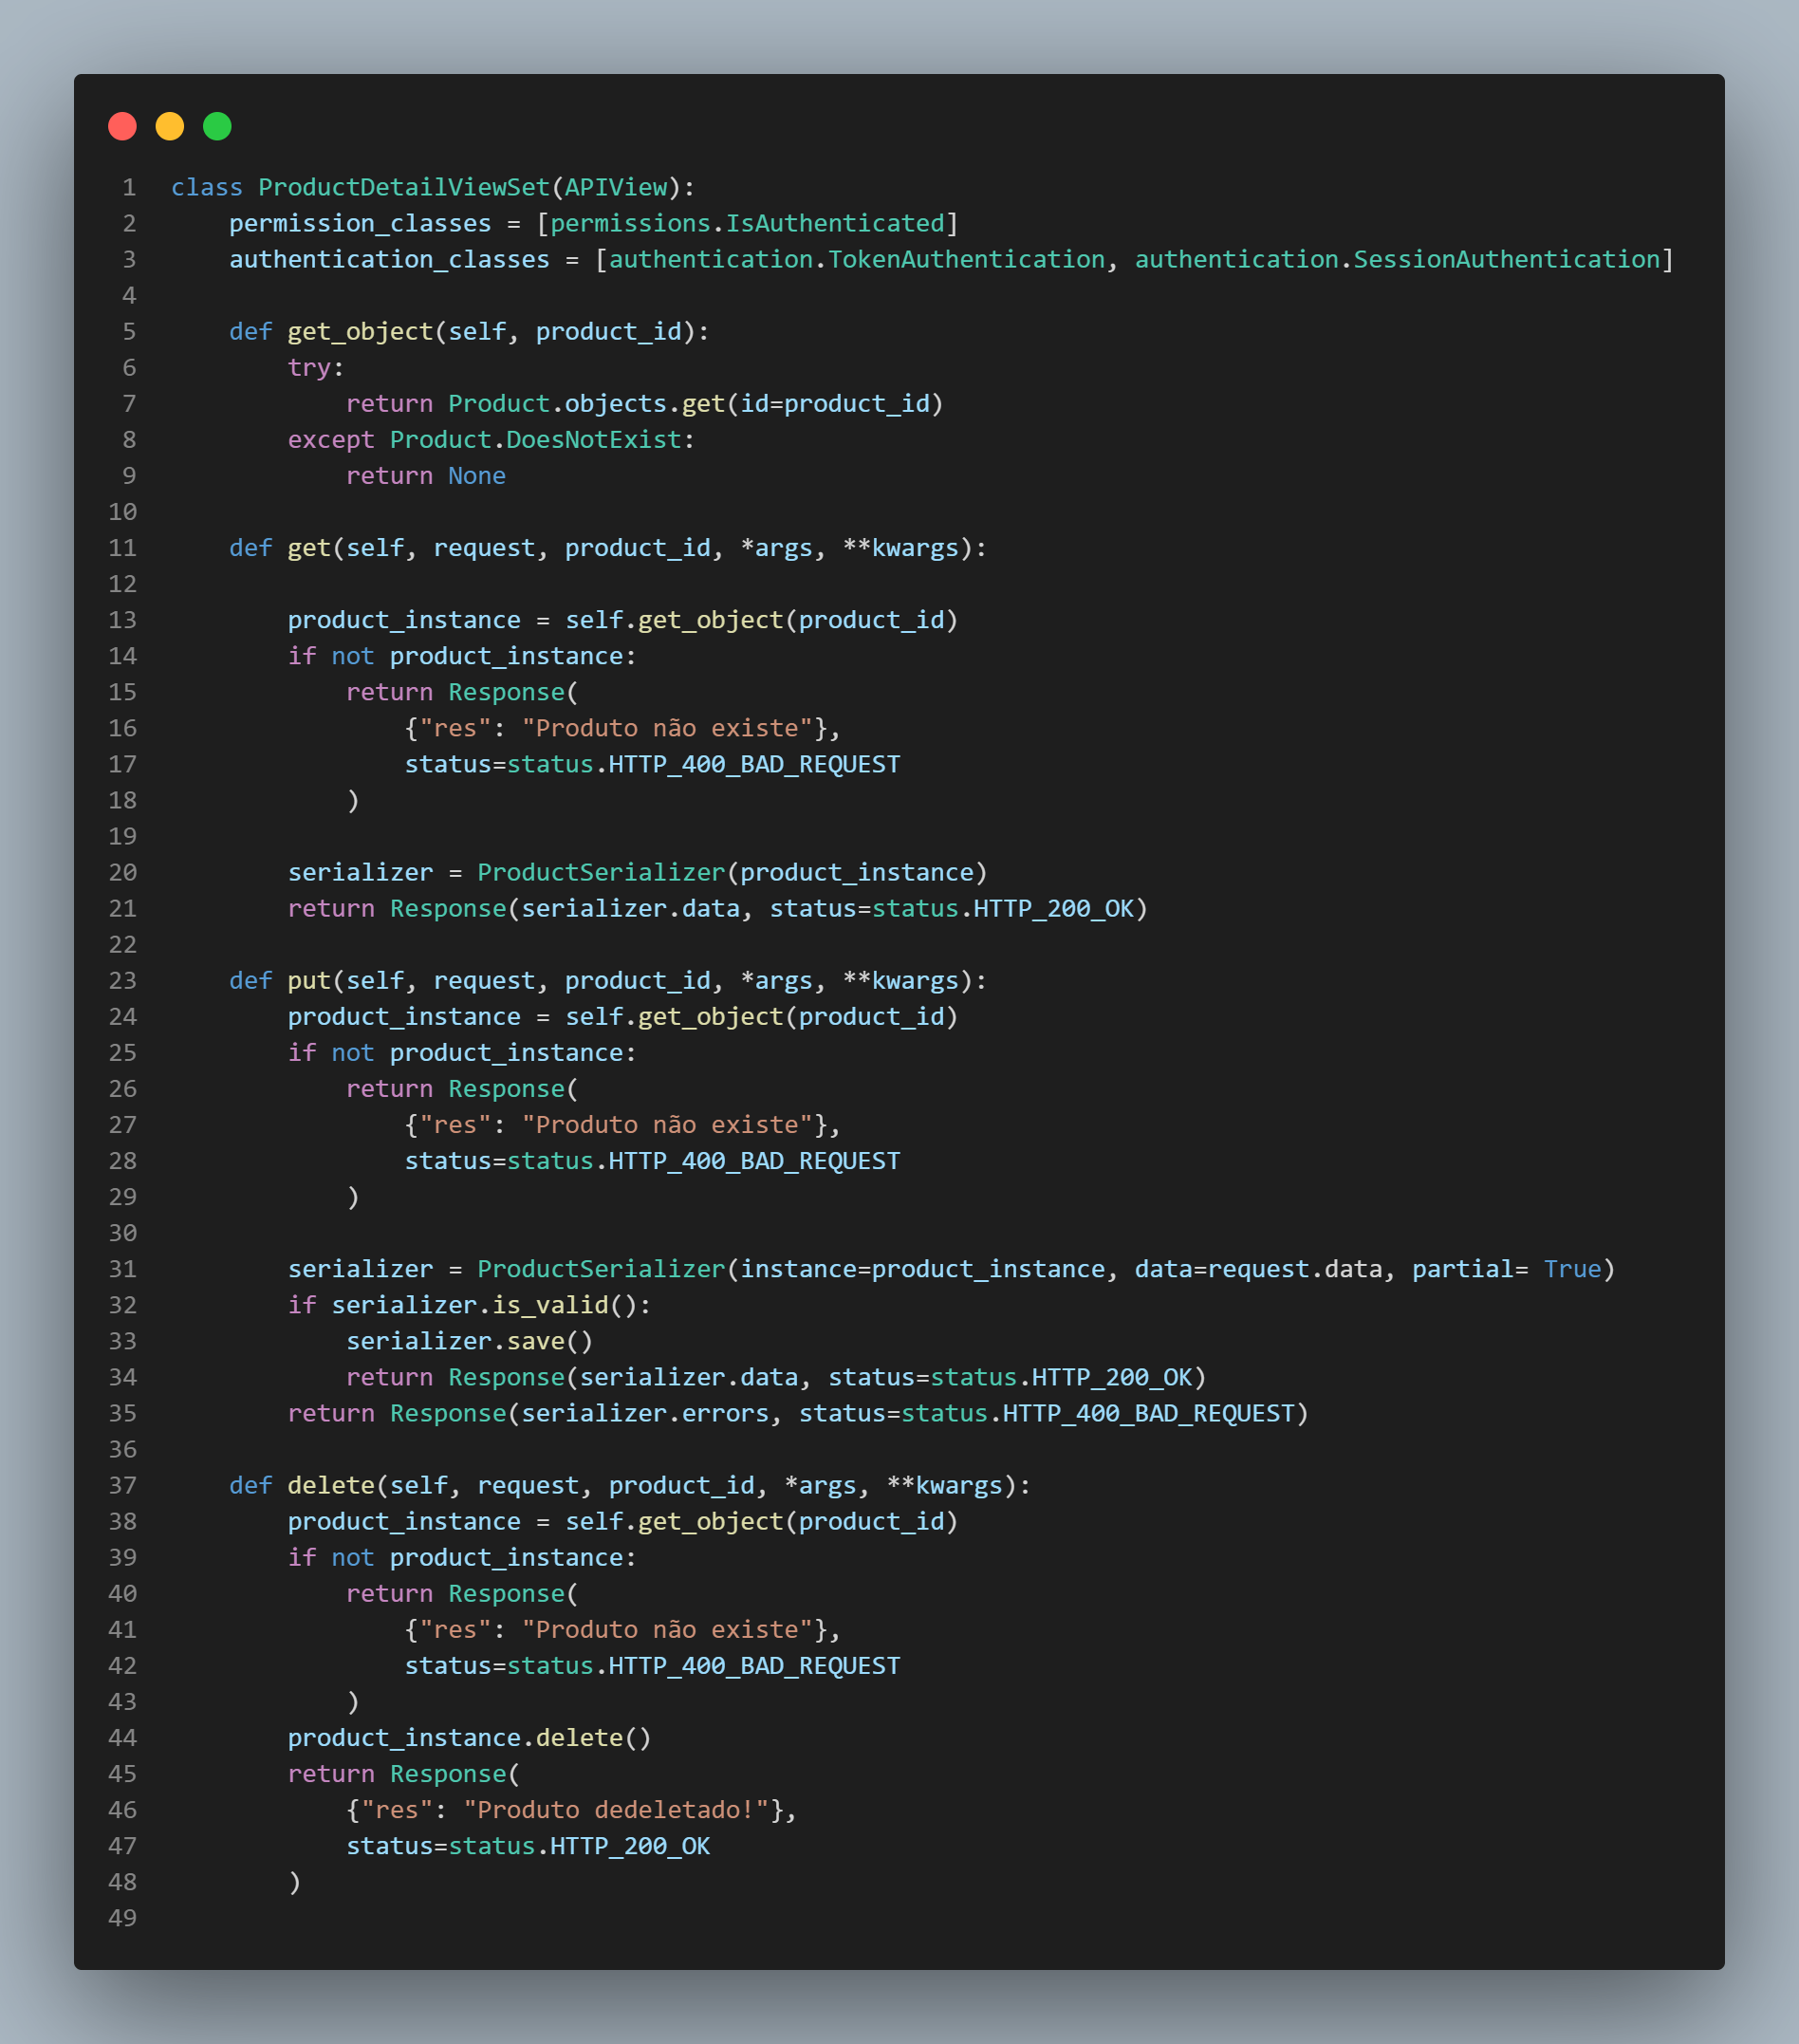 1 class ProductDetailViewSet(APIView):
2     permission_classes = [permissions.IsAuthenticated]
3     authentication_classes = [authentication.TokenAuthentication, authentication.SessionAuthentication]
4
5     def get_object(self, product_id):
6         try:
7             return Product.objects.get(id=product_id)
8         except Product.DoesNotExist:
9             return None
10
11     def get(self, request, product_id, *args, **kwargs):
12
13         product_instance = self.get_object(product_id)
14         if not product_instance:
15             return Response(
16                 {"res": "Produto não existe"},
17                 status=status.HTTP_400_BAD_REQUEST
18             )
19
20         serializer = ProductSerializer(product_instance)
21         return Response(serializer.data, status=status.HTTP_200_OK)
22
23     def put(self, request, product_id, *args, **kwargs):
24         product_instance = self.get_object(product_id)
25         if not product_instance:
26             return Response(
27                 {"res": "Produto não existe"},
28                 status=status.HTTP_400_BAD_REQUEST
29             )
30
31         serializer = ProductSerializer(instance=product_instance, data=request.data, partial= True)
32         if serializer.is_valid():
33             serializer.save()
34             return Response(serializer.data, status=status.HTTP_200_OK)
35         return Response(serializer.errors, status=status.HTTP_400_BAD_REQUEST)
36
37     def delete(self, request, product_id, *args, **kwargs):
38         product_instance = self.get_object(product_id)
39         if not product_instance:
40             return Response(
41                 {"res": "Produto não existe"},
42                 status=status.HTTP_400_BAD_REQUEST
43             )
44         product_instance.delete()
45         return Response(
46             {"res": "Produto dedeletado!"},
47             status=status.HTTP_200_OK
48         )
49